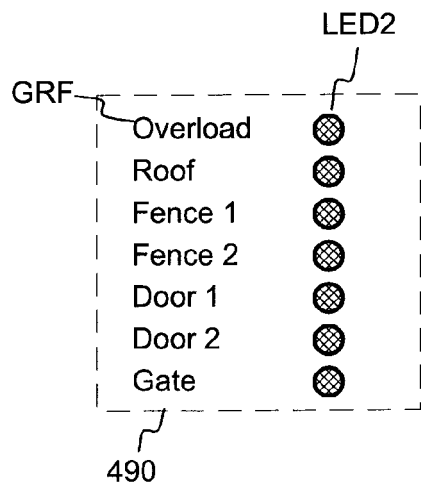 LED2
GRF
Overload
Roof
Fence 1
Fence 2
Door 1
Door 2
Gate
490